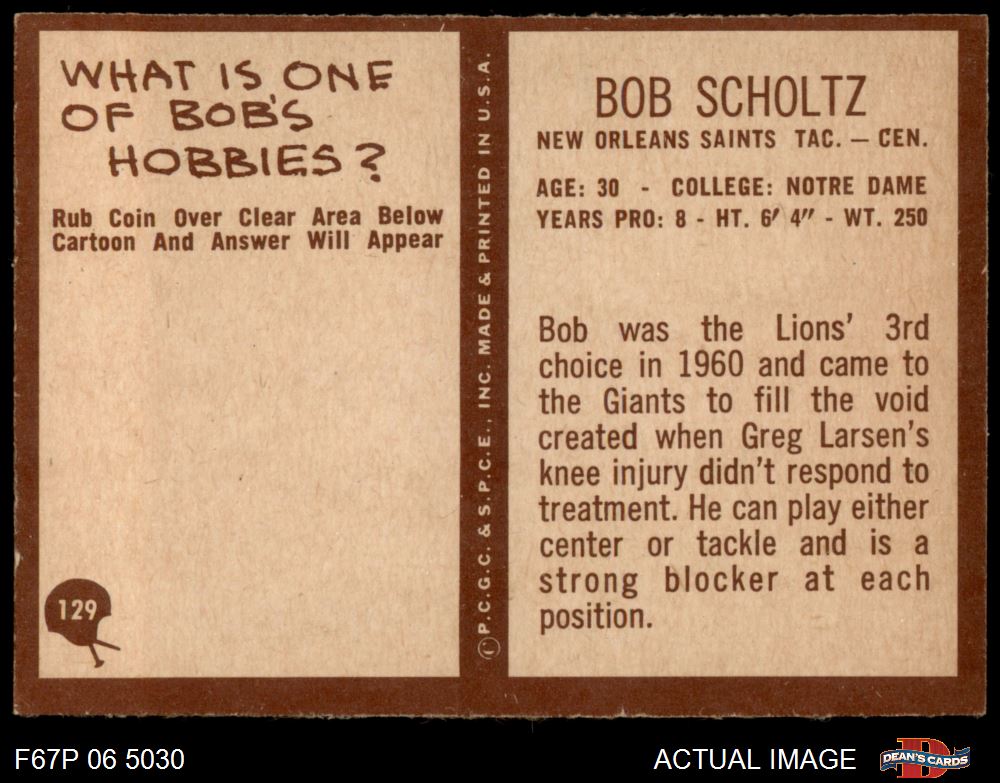 WHAT IS ONE
OF BOB'S
HOBBIES?
Rub Coin Over Clear Area Below
Cartoon And Answer Will Appear
129
© P.C.G.C. & S.P.C.E., INC. MADE & PRINTED IN U.S.A.
BOB SCHOLTZ
NEW ORLEANS SAINTS TAC. — CEN.
AGE: 30 - COLLEGE: NOTRE DAME
YEARS PRO: 8 - HT. 6′ 4″ - WT. 250
Bob was the Lions' 3rd
choice in 1960 and came to
the Giants to fill the void
created when Greg Larsen's
knee injury didn't respond to
treatment. He can play either
center or tackle and is a
strong blocker at each
position.
F67P 06 5030
ACTUAL IMAGE
D
DEAN'S CARDS